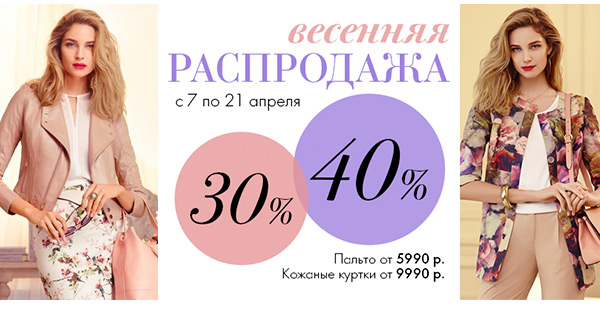 весенняя
РАСПРОДАЖА
с 7 по 21 апреля
30%
40%
Пальто от 5990 р.
Кожаные куртки от 9990 р.